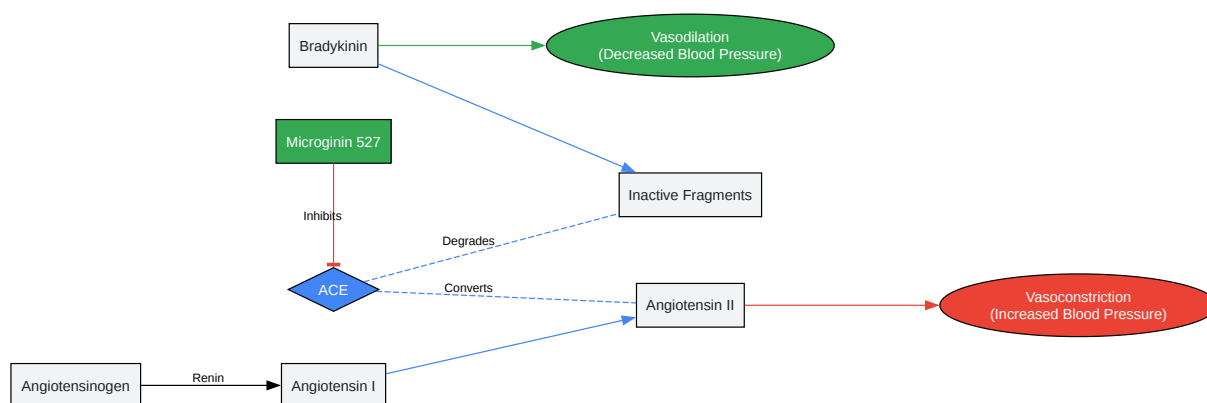 Bradykinin
Vasodilation
(Decreased Blood Pressure)
Microginin 527
Inactive Fragments
Inhibits
Degrades
ACE
Converts
Angiotensin II
Vasoconstriction
(Increased Blood Pressure)
Angiotensinogen
Renin
Angiotensin I